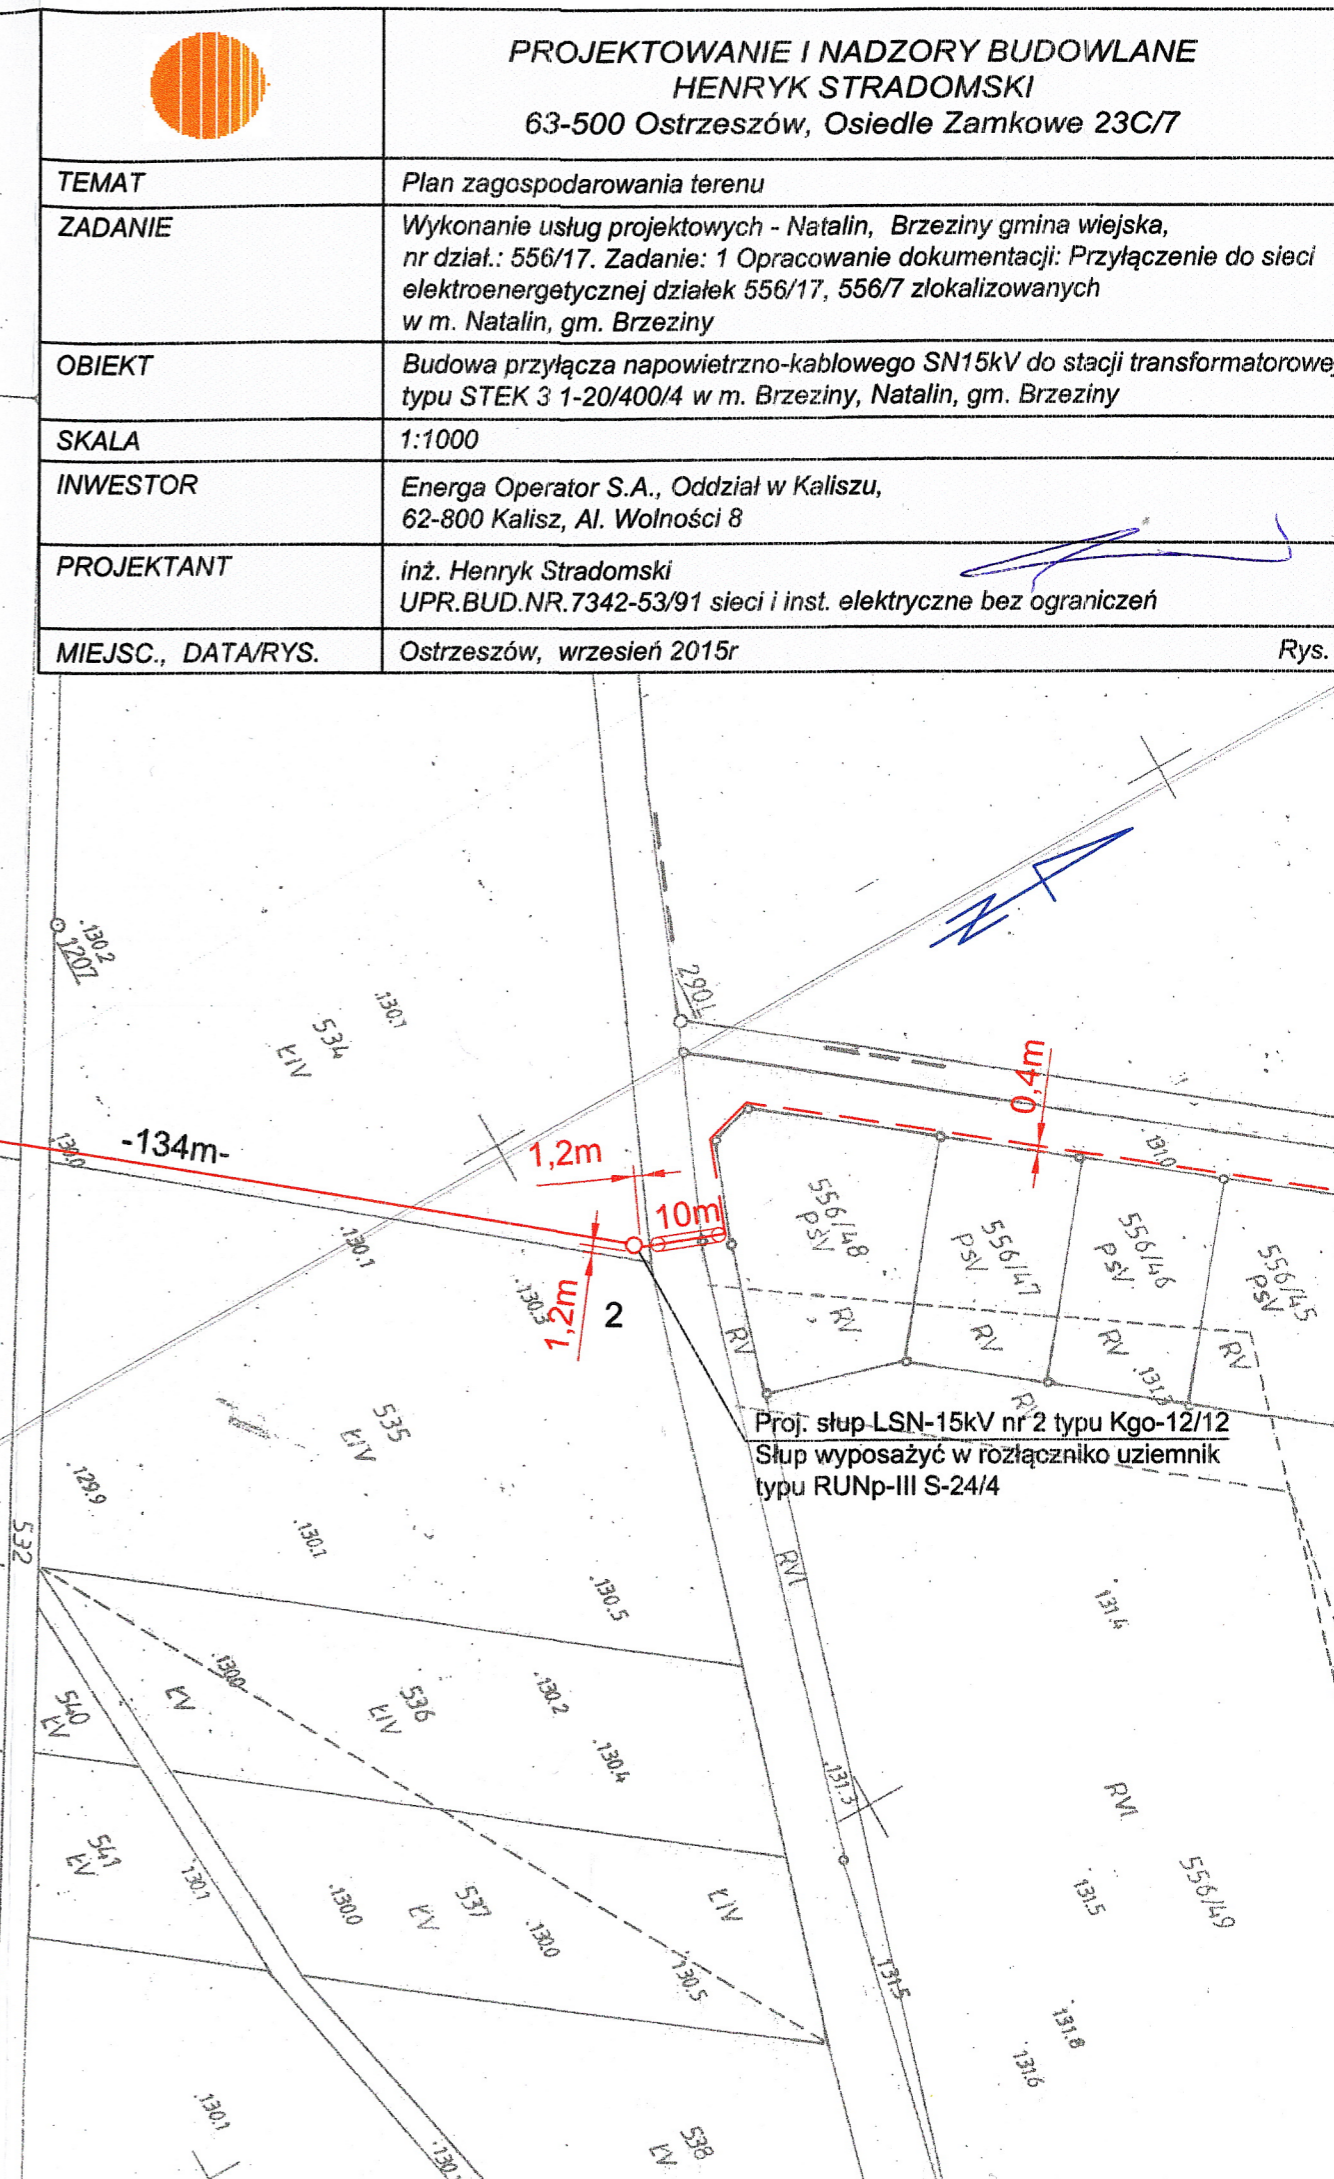 PROJEKTOWANIE I NADZORY BUDOWLANE
HENRYK STRADOMSKI
63-500 Ostrzeszów, Osiedle Zamkowe 23C/7
TEMAT
Plan zagospodarowania terenu
ZADANIE
Wykonanie usług projektowych - Natalin, Brzeziny gmina wiejska,
nr dział.: 556/17. Zadanie: 1 Opracowanie dokumentacji: Przyłączenie do sieci
elektroenergetycznej działek 556/17, 556/7 zlokalizowanych
w m. Natalin, gm. Brzeziny
OBIEKT
Budowa przyłącza napowietrzno-kablowego SN15kV do stacji transformatorowej
typu STEK 3 1-20/400/4 w m. Brzeziny, Natalin, gm. Brzeziny
SKALA
1:1000
INWESTOR
Energa Operator S.A., Oddział w Kaliszu,
62-800 Kalisz, Al. Wolności 8
PROJEKTANT
inż. Henryk Stradomski
UPR.BUD.NR.7342-53/91 sieci i inst. elektryczne bez ograniczeń
MIEJSC., DATA/RYS.
Ostrzeszów, wrzesień 2015r
Rys.
N
.130.2
1207
.130.1
534
ŁIV
1062
0,4m
.130.0
-134m-
1,2m
10m
131.0
556/48
PsV
556/47
PsV
556/46
PsV
556/45
PsV
.130.1
.130.3
1,2m
2
RV
RV
RV
RV
RV
.131.3
RV
Proj. słup LSN-15kV nr 2 typu Kgo-12/12
Słup wyposażyć w rozłączniko uziemnik
typu RUNp-III S-24/4
535
ŁIV
.129.9
532
.130.1
.130.5
RVI
131.4
.130.0
540
ŁV
ŁV
536
ŁIV
.130.2
.130.4
.131.3
RVI
541
ŁV
.130.1
.130.0
537
ŁV
.130.0
ŁIV
131.5
556/49
.130.5
131.5
131.8
131.6
.130.1
538
ŁV
.130.